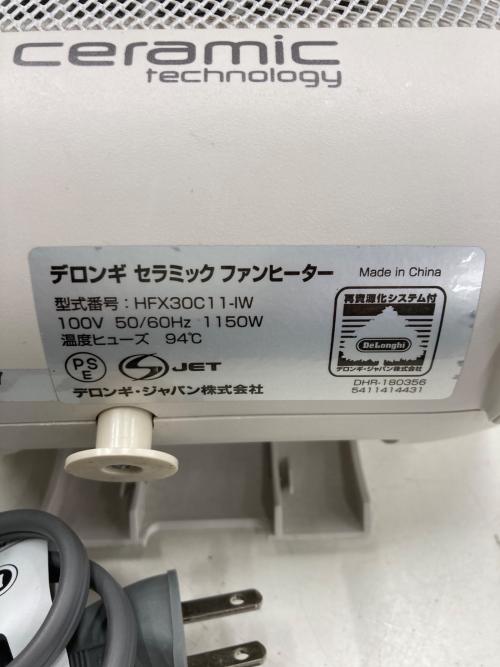 ceramic
technology
デロンギ セラミック ファンヒーター Made in China
型式番号：HFX30C11-IW
100V 50/60Hz 1150W
温度ヒューズ 94℃
PS
E
JET
デロンギ・ジャパン株式会社
再資源化システム付
DeLonghi
デロンギ・ジャパン株式会社
DHR-180356
5411414431